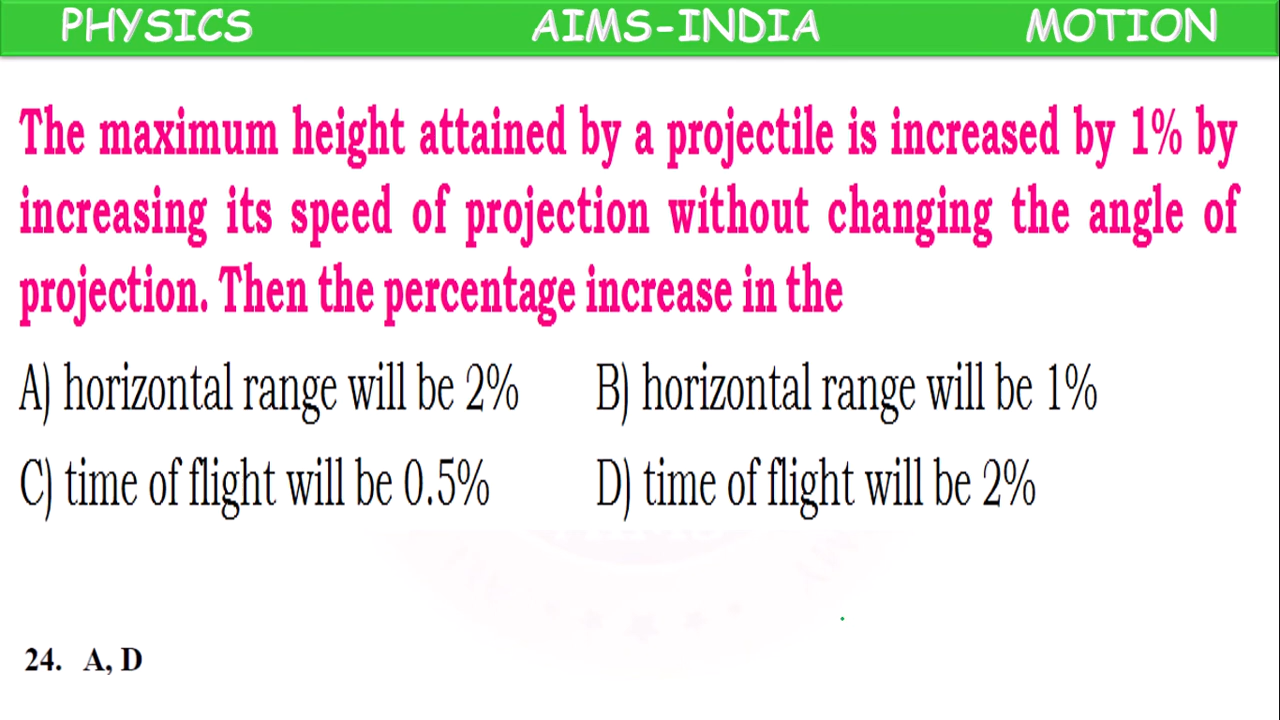 PHYSICS AIMS-INDIA MOTION
The maximum height attained by a projectile is increased by 1% by
increasing its speed of projection without changing the angle of
projection. Then the percentage increase in the
A) horizontal range will be 2% B) horizontal range will be 1%
C) time of flight will be 0.5% D) time of flight will be 2%
24. A, D